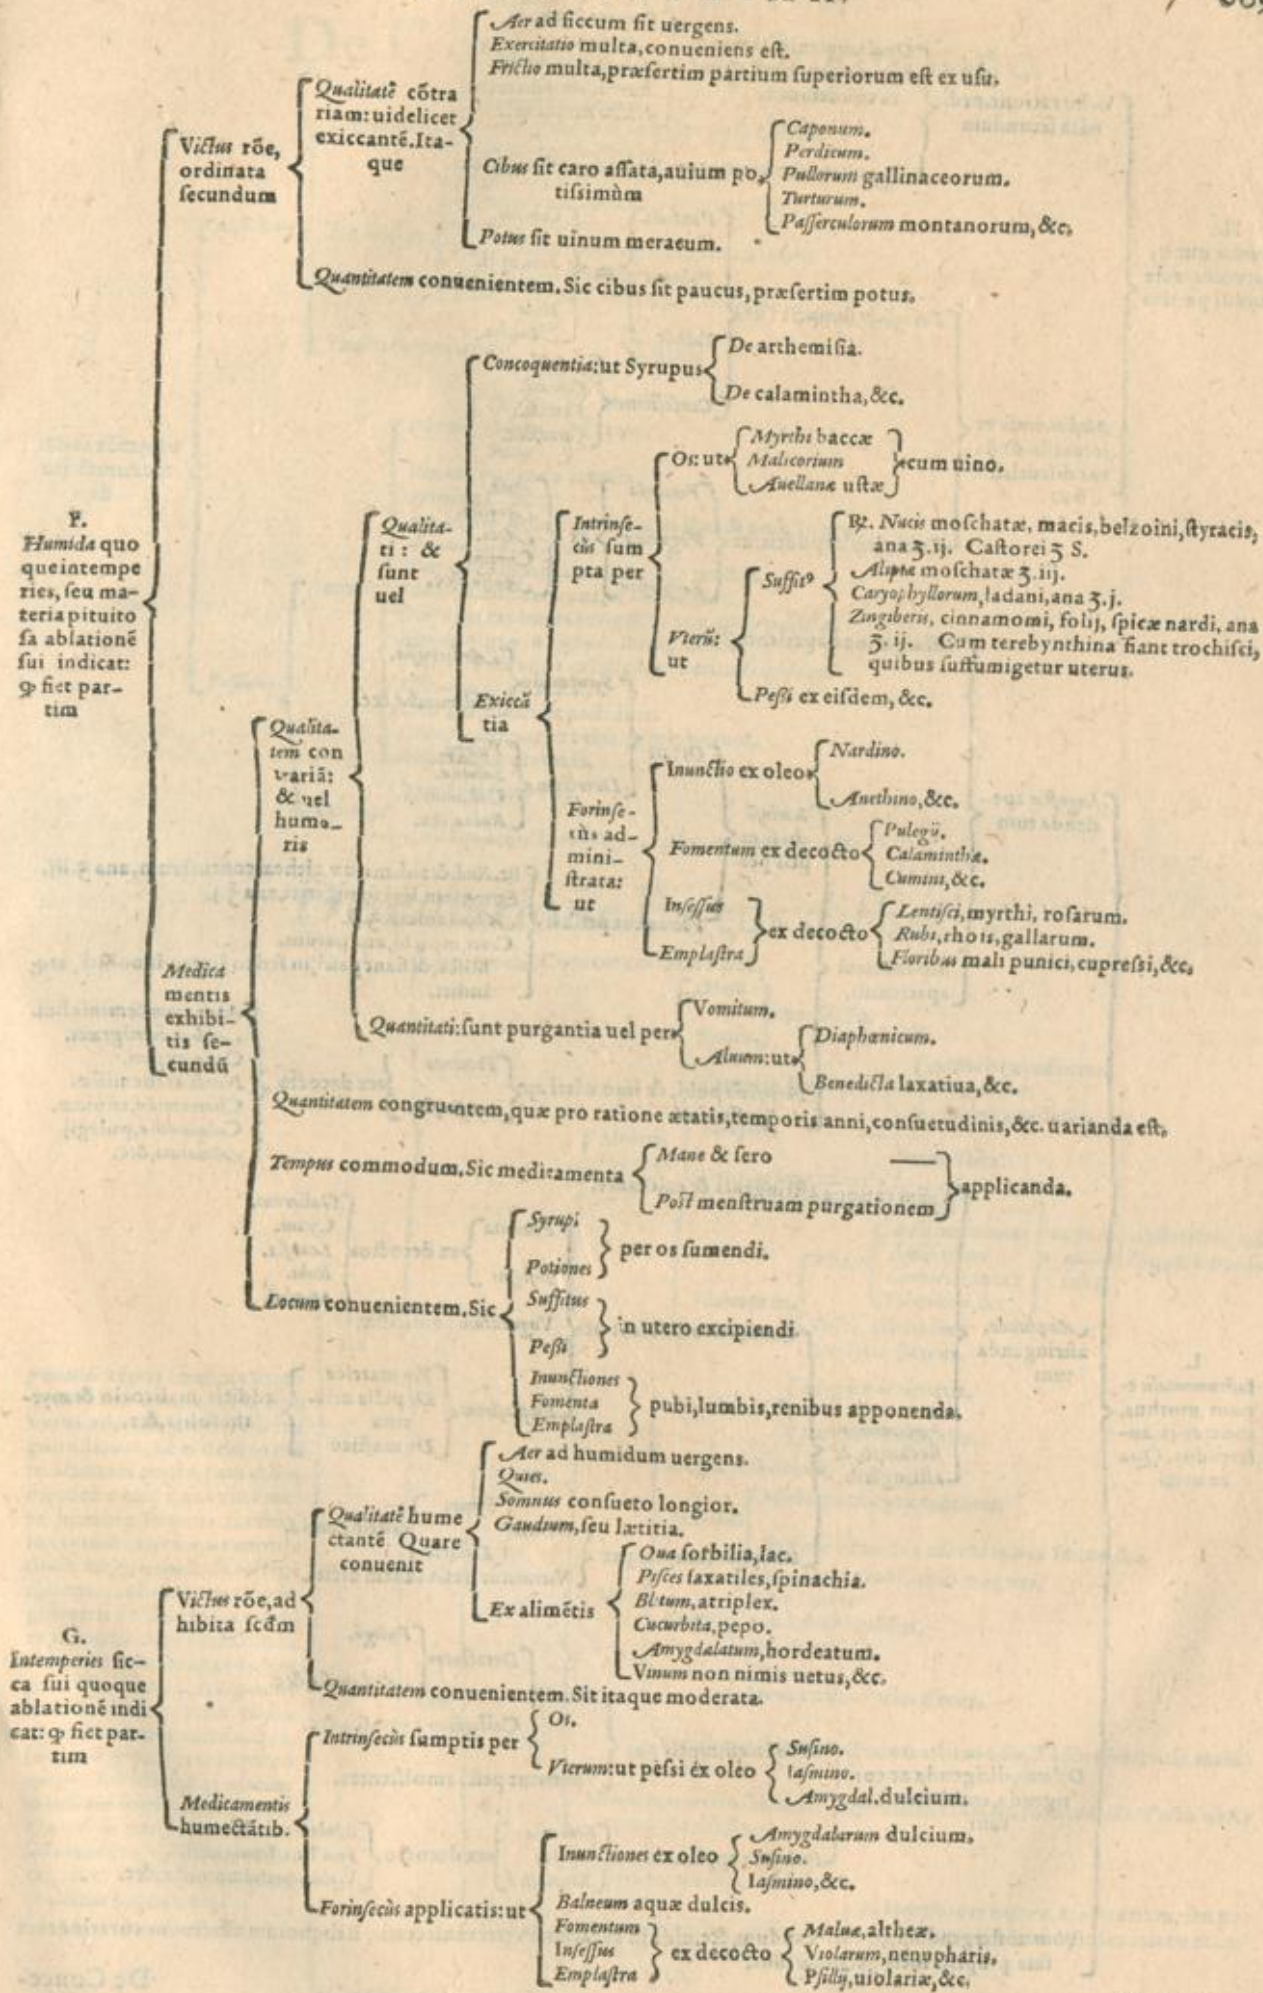 Aer ad siccum sit uergens.
Exercitatio multa, conueniens est.
Frictio multa, præsertim partium superiorum est ex usu.
Qualitatē cōtra
riam: uidelicet
exiccantē. Ita-
que
Cibus sit caro assata, auium po
tissimùm
Caponum.
Perdicum.
Pullorum gallinaceorum.
Turturum.
Passerculorum montanorum, &c.
Potus sit uinum meracum.
Victus rōe,
ordinata
secundum
Quantitatem conuenientem. Sic cibus sit paucus, præsertim potus.
F.
Humida quo
que intempe
ries, seu ma-
teria pituito
sa ablationē
sui indicat:
ꝙ fiet par-
tim
Concoquentia: ut Syrupus
De arthemisia.
De calamintha, &c.
Qualita-
ti: &
sunt
uel
Intrinse-
cùs sum
pta per
Os: ut
Myrthi baccæ
Malicorium
Auellanæ ustæ
cum uino.
Vterū:
ut
Suffitꝰ
℞. Nucis moschatæ, macis, belzoini, styracis,
ana ʒ.ij. Castorei ʒ S.
Aliptæ moschatæ ʒ.iij.
Caryophyllorum, ladani, ana ʒ.j.
Zingiberis, cinnamomi, folij, spicæ nardi, ana
ʒ.ij. Cum terebynthina fiant trochisci,
quibus suffumigetur uterus.
Pessi ex eisdem, &c.
Exiccā
tia
Qualita-
tem con
trariā:
& uel
humo-
ris
Forinse-
cùs ad-
mini-
strata:
ut
Inunctio ex oleo
Nardino.
Anethino, &c.
Fomentum ex decocto
Pulegij.
Calaminthæ.
Cumini, &c.
Insessus
Emplastra
ex decocto
Lentisci, myrthi, rosarum.
Rubi, rhois, gallarum.
Floribus mali punici, cupressi, &c.
Medica
mentis
exhibi-
tis se-
cundū
Quantitati: sunt purgantia uel per
Vomitum.
Aluum: ut
Diaphœnicum.
Benedicta laxatiua, &c.
Quantitatem congruentem, quæ pro ratione ætatis, temporis anni, consuetudinis, &c. uarianda est.
Tempus commodum. Sic medicamenta
Mane & sero
Post menstruam purgationem
applicanda.
Locum conuenientem. Sic
Syrupi
Potiones
per os sumendi.
Suffitus
Pessi
in utero excipiendi
Inunctiones
Fomenta
Emplastra
pubi, lumbis, renibus apponenda.
G.
Intemperies sic-
ca sui quoque
ablationē indi
cat: ꝙ fiet par-
tim
Victus rōe, ad
hibita scđm
Qualitatē hume
ctantē Quare
conuenit
Aer ad humidum uergens.
Quies.
Somnus consueto longior.
Gaudium, seu lætitia.
Ex alimētis
Oua sorbilia, lac.
Pisces saxatiles, spinachia.
Blitum, atriplex.
Cucurbita, pepo.
Amygdalatum, hordeatum.
Vinum non nimis uetus, &c.
Quantitatem conuenientem. Sit itaque moderata.
Medicamentis
humectātib.
Intrinsecùs sumptis per
Os.
Vterum: ut pessi ex oleo
Susino.
Iasmino.
Amygdal. dulcium.
Forinsecùs applicatis: ut
Inunctiones ex oleo
Amygdalarum dulcium.
Susino.
Iasmino, &c.
Balneum aquæ dulcis.
Fomentum
Insessus
Emplastra
ex decocto
Maluæ, altheæ.
Violarum, nenupharis.
Psillij, uiolariæ, &c.